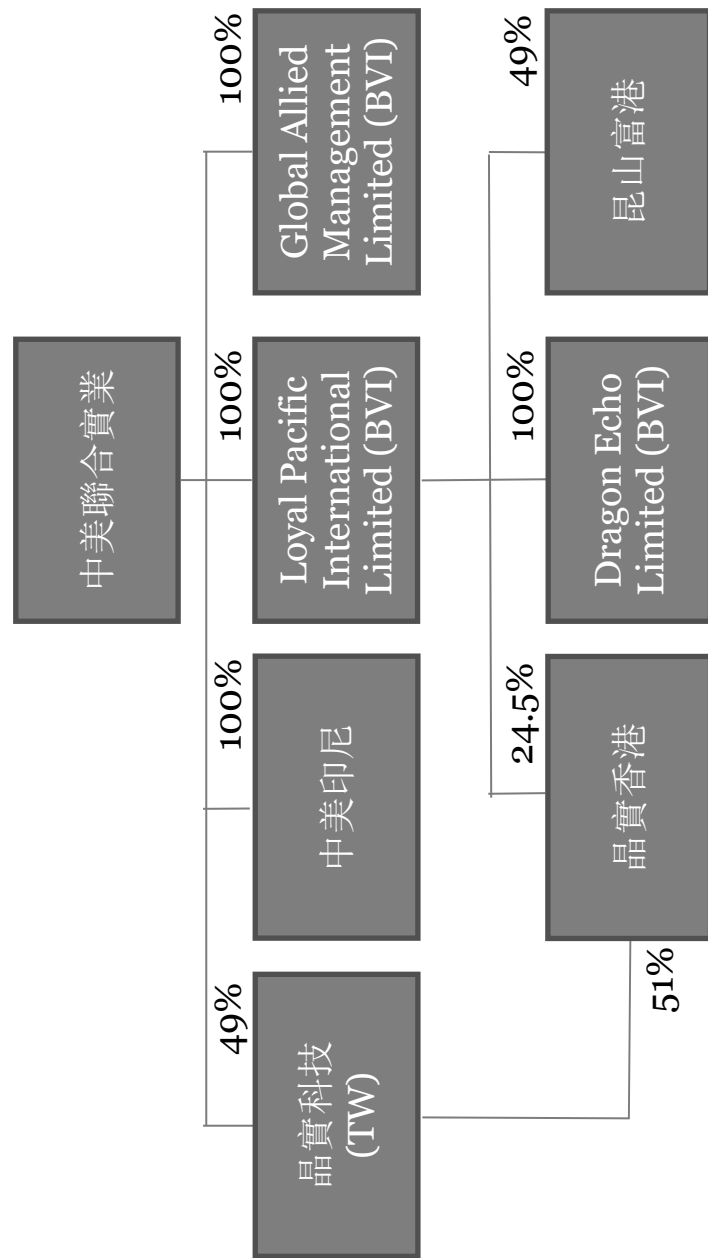 中美聯合實業
49%
晶實科技
(TW)
100%
中美印尼
100%
Loyal Pacific
International
Limited (BVI)
100%
Global Allied
Management
Limited (BVI)
51%
24.5%
晶實香港
100%
Dragon Echo
Limited (BVI)
49%
昆山富港